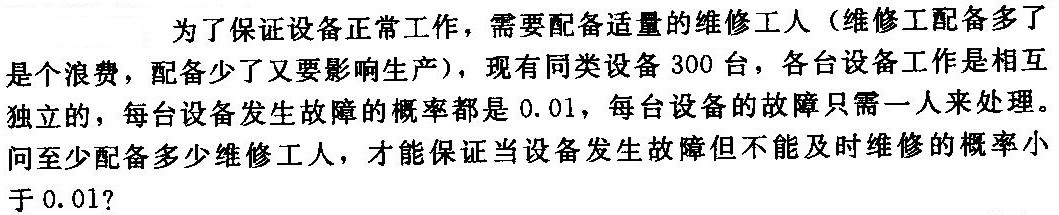 为了保证设备正常工作，需要配备适量的维修工人（维修工配备多了
是个浪费，配备少了又要影响生产），现有同类设备 300 台，各台设备工作是相互
独立的，每台设备发生故障的概率都是 0.01，每台设备的故障只需一人来处理。
问至少配备多少维修工人，才能保证当设备发生故障但不能及时维修的概率小
于 0.01？